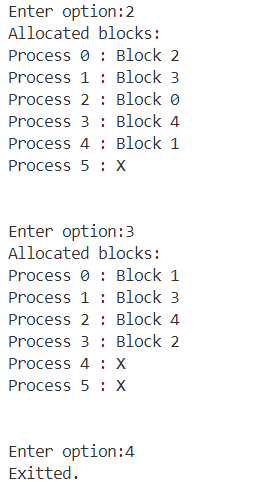 Enter option:2
Allocated blocks:
Process 0 : Block 2
Process 1 : Block 3
Process 2 : Block 0
Process 3 : Block 4
Process 4 : Block 1
Process 5 : X
Enter option:3
Allocated blocks:
Process 0 : Block 1
Process 1 : Block 3
Process 2 : Block 4
Process 3 : Block 2
Process 4 : X
Process 5 : X
Enter option:4
Exitted.